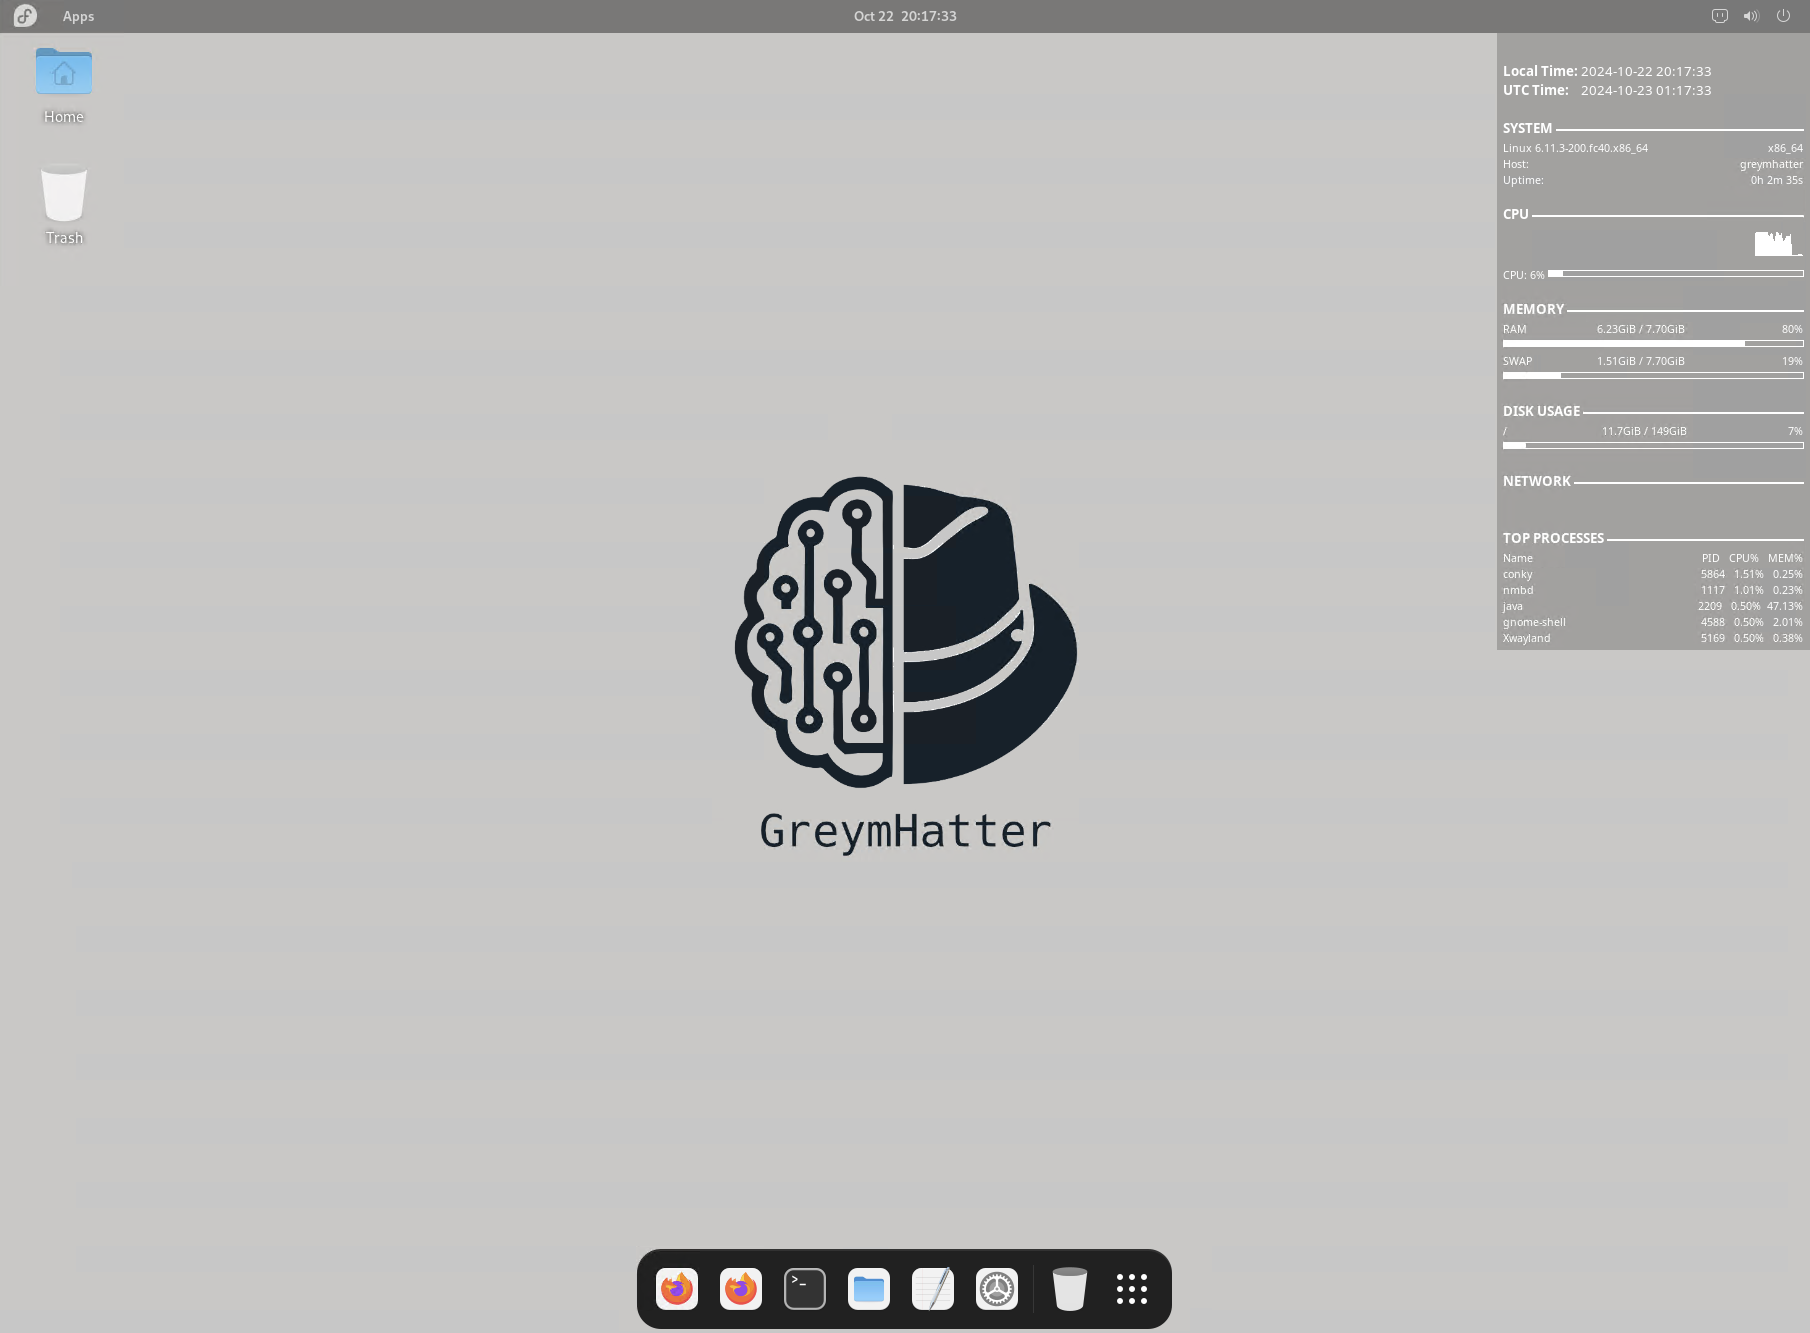 Apps
Oct 22 20:17:33
Home
Trash
Local Time: 2024-10-22 20:17:33
UTC Time: 2024-10-23 01:17:33
SYSTEM
Linux 6.11.3-200.fc40.x86_64 x86_64
Host: greymhatter
Uptime: 0h 2m 35s
CPU
CPU: 6%
MEMORY
RAM 6.23GiB / 7.70GiB 80%
SWAP 1.51GiB / 7.70GiB 19%
DISK USAGE
/ 11.7GiB / 149GiB 7%
NETWORK
TOP PROCESSES
Name PID CPU% MEM%
conky 5864 1.51% 0.25%
nmbd 1117 1.01% 0.23%
java 2209 0.50% 47.13%
gnome-shell 4588 0.50% 2.01%
Xwayland 5169 0.50% 0.38%
GreymHatter
>_